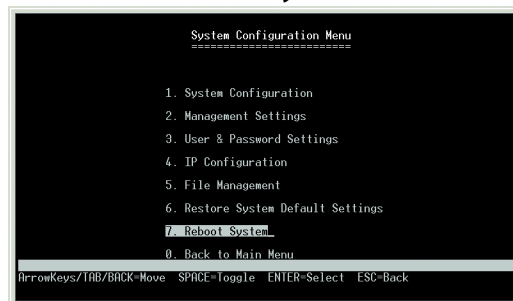 System Configuration Menu
=========================
1. System Configuration
2. Management Settings
3. User & Password Settings
4. IP Configuration
5. File Management
6. Restore System Default Settings
7. Reboot System_
0. Back to Main Menu
ArrowKeys/TAB/BACK=Move SPACE=Toggle ENTER=Select ESC=Back